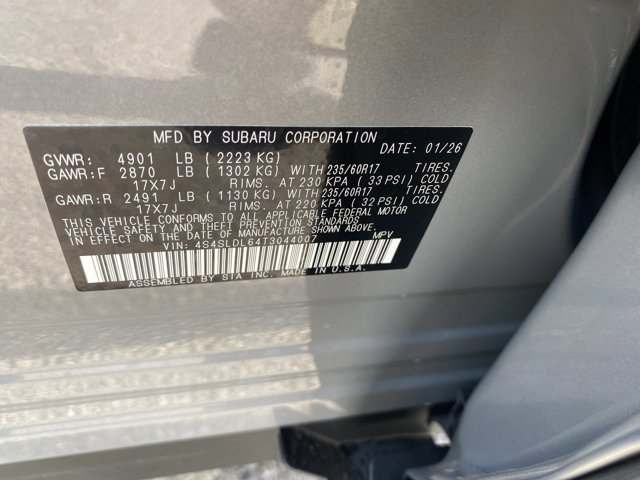 MFD BY SUBARU CORPORATION DATE: 01/26
GVWR: 4901 LB ( 2223 KG)
GAWR:F 2870 LB ( 1302 KG) WITH 235/60R17 TIRES.
17X7J RIMS. AT 230 KPA ( 33 PSI) COLD
GAWR:R 2491 LB ( 1130 KG) WITH 235/60R17 TIRES.
17X7J RIMS. AT 220 KPA ( 32 PSI) COLD
THIS VEHICLE CONFORMS TO ALL APPLICABLE FEDERAL MOTOR
VEHICLE SAFETY, BUMPER, AND THEFT PREVENTION STANDARDS
IN EFFECT ON THE DATE OF MANUFACTURE SHOWN ABOVE.
VIN: 4S4SLDL64T3044007 MPV
ASSEMBLED BY SIA INC. MADE IN U.S.A.